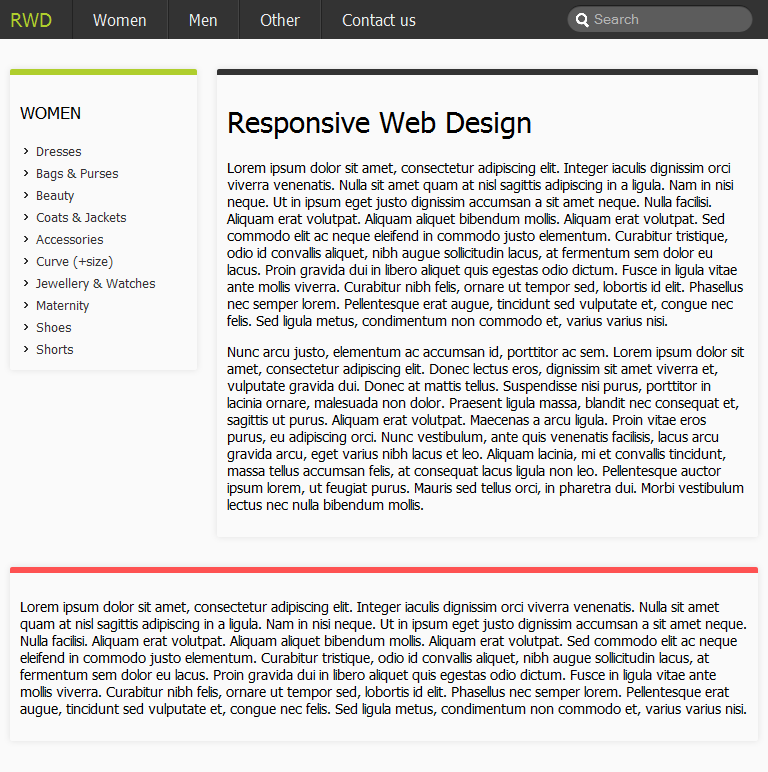 RWD Women Men Other Contact us Search
WOMEN
Dresses
Bags & Purses
Beauty
Coats & Jackets
Accessories
Curve (+size)
Jewellery & Watches
Maternity
Shoes
Shorts
Responsive Web Design
Lorem ipsum dolor sit amet, consectetur adipiscing elit. Integer iaculis dignissim orci
viverra venenatis. Nulla sit amet quam at nisl sagittis adipiscing in a ligula. Nam in nisi
neque. Ut in ipsum eget justo dignissim accumsan a sit amet neque. Nulla facilisi.
Aliquam erat volutpat. Aliquam aliquet bibendum mollis. Aliquam erat volutpat. Sed
commodo elit ac neque eleifend in commodo justo elementum. Curabitur tristique,
odio id convallis aliquet, nibh augue sollicitudin lacus, at fermentum sem dolor eu
lacus. Proin gravida dui in libero aliquet quis egestas odio dictum. Fusce in ligula vitae
ante mollis viverra. Curabitur nibh felis, ornare ut tempor sed, lobortis id elit. Phasellus
nec semper lorem. Pellentesque erat augue, tincidunt sed vulputate et, congue nec
felis. Sed ligula metus, condimentum non commodo et, varius varius nisi.
Nunc arcu justo, elementum ac accumsan id, porttitor ac sem. Lorem ipsum dolor sit
amet, consectetur adipiscing elit. Donec lectus eros, dignissim sit amet viverra et,
vulputate gravida dui. Donec at mattis tellus. Suspendisse nisi purus, porttitor in
lacinia ornare, malesuada non dolor. Praesent ligula massa, blandit nec consequat et,
sagittis ut purus. Aliquam erat volutpat. Maecenas a arcu ligula. Proin vitae eros
purus, eu adipiscing orci. Nunc vestibulum, ante quis venenatis facilisis, lacus arcu
gravida arcu, eget varius nibh lacus et leo. Aliquam lacinia, mi et convallis tincidunt,
massa tellus accumsan felis, at consequat lacus ligula non leo. Pellentesque auctor
ipsum lorem, ut feugiat purus. Mauris sed tellus orci, in pharetra dui. Morbi vestibulum
lectus nec nulla bibendum mollis.
Lorem ipsum dolor sit amet, consectetur adipiscing elit. Integer iaculis dignissim orci viverra venenatis. Nulla sit amet
quam at nisl sagittis adipiscing in a ligula. Nam in nisi neque. Ut in ipsum eget justo dignissim accumsan a sit amet neque.
Nulla facilisi. Aliquam erat volutpat. Aliquam aliquet bibendum mollis. Aliquam erat volutpat. Sed commodo elit ac neque
eleifend in commodo justo elementum. Curabitur tristique, odio id convallis aliquet, nibh augue sollicitudin lacus, at
fermentum sem dolor eu lacus. Proin gravida dui in libero aliquet quis egestas odio dictum. Fusce in ligula vitae ante
mollis viverra. Curabitur nibh felis, ornare ut tempor sed, lobortis id elit. Phasellus nec semper lorem. Pellentesque erat
augue, tincidunt sed vulputate et, congue nec felis. Sed ligula metus, condimentum non commodo et, varius varius nisi.